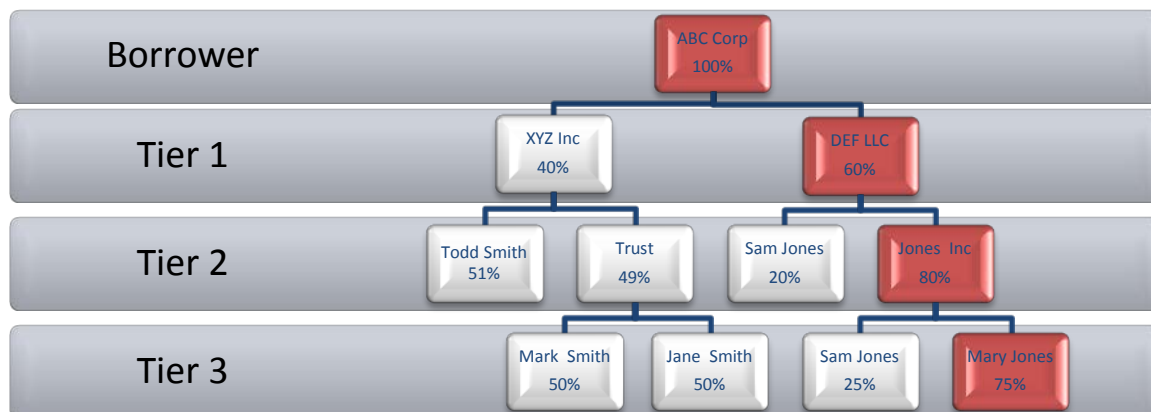 Borrower
ABC Corp
100%
Tier 1
XYZ Inc
40%
DEF LLC
60%
Tier 2
Todd Smith
51%
Trust
49%
Sam Jones
20%
Jones Inc
80%
Tier 3
Mark Smith
50%
Jane Smith
50%
Sam Jones
25%
Mary Jones
75%